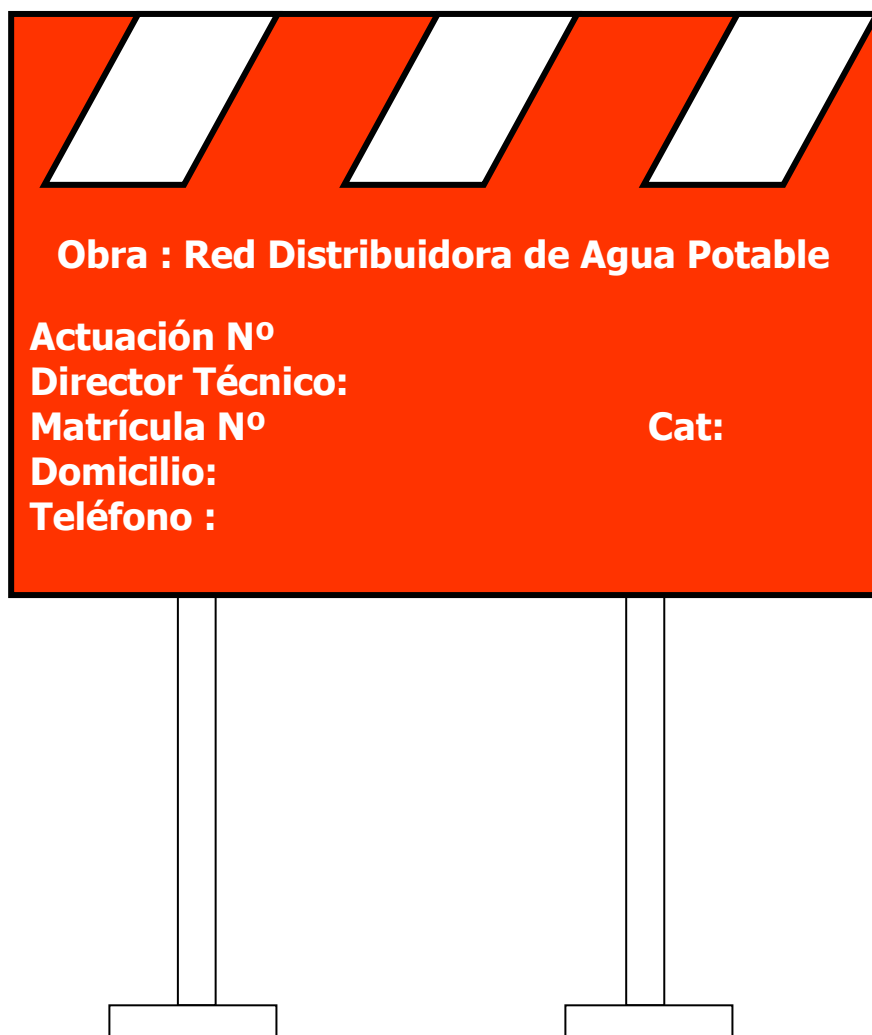 Obra : Red Distribuidora de Agua Potable
Actuación Nº
Director Técnico:
Matrícula Nº Cat:
Domicilio:
Teléfono :